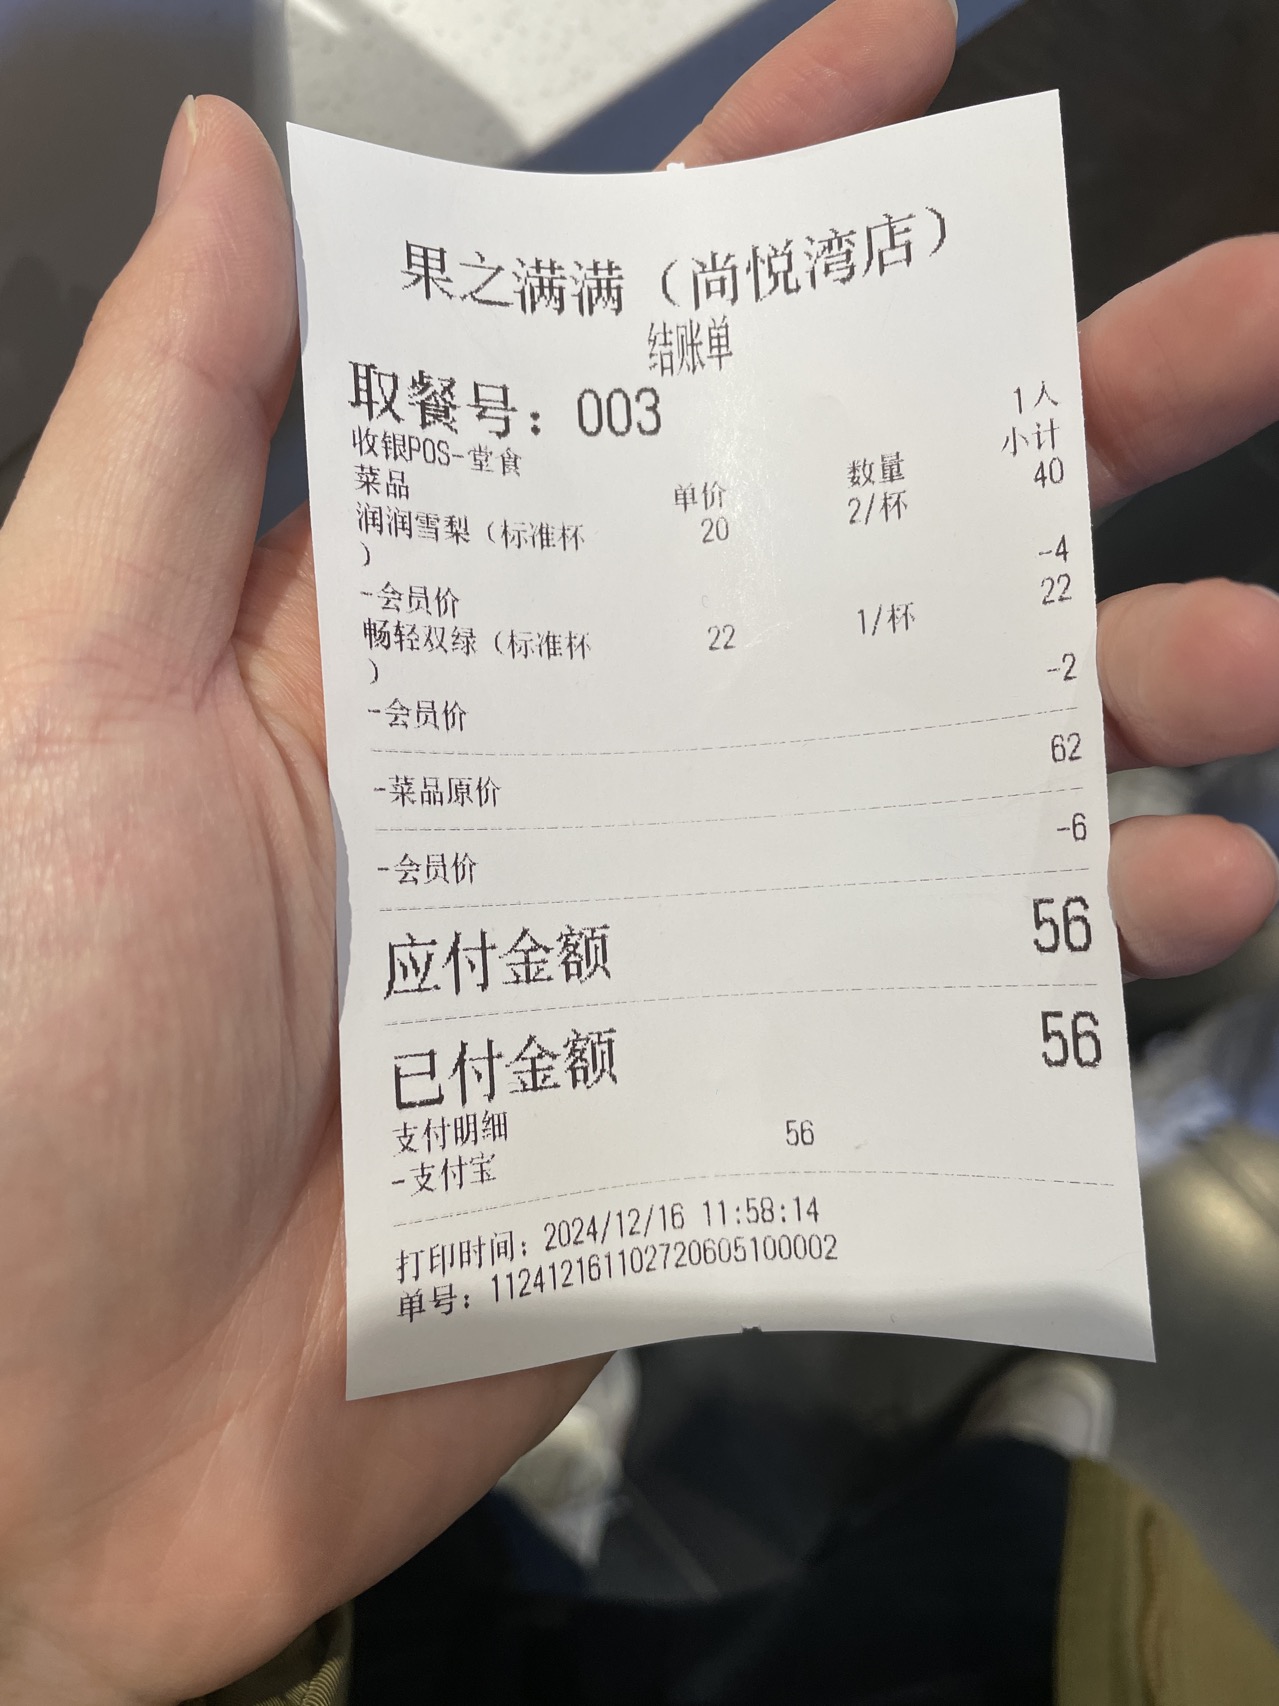 果之满满（尚悦湾店）
结账单
取餐号：003 1人
收银POS-堂食
菜品 单价 数量 小计
润润雪梨（标准杯 20 2/杯 40
）
-会员价 -4
畅轻双绿（标准杯 22 1/杯 22
）
-会员价 -2
-菜品原价 62
-会员价 -6
应付金额 56
已付金额 56
支付明细
-支付宝 56
打印时间：2024/12/16 11:58:14
单号：11241216110272060510​0002